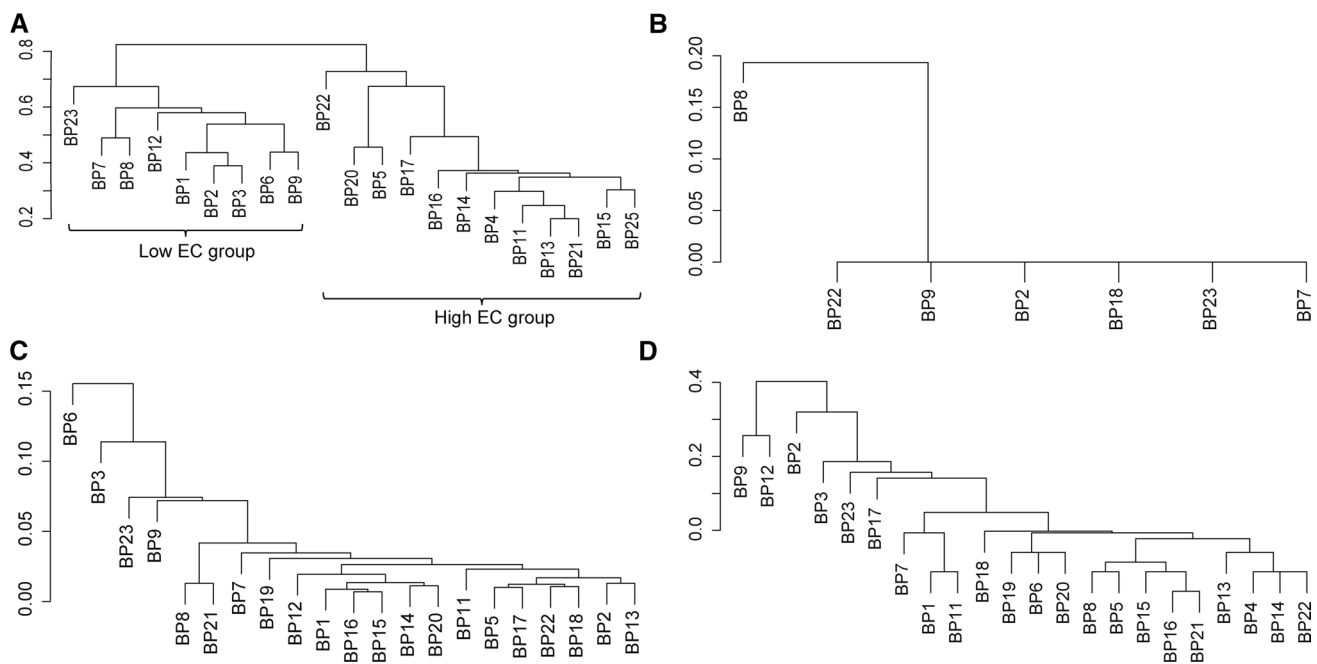 A
0.8
0.6
0.4
0.2
BP23
BP7
BP8
BP12
BP1
BP2
BP3
BP6
BP9
BP22
BP20
BP5
BP17
BP16
BP14
BP4
BP11
BP13
BP21
BP15
BP25
Low EC group
High EC group
B
0.20
0.15
0.10
0.05
0.00
BP8
BP22
BP9
BP2
BP18
BP23
BP7
C
0.15
0.10
0.05
0.00
BP6
BP3
BP23
BP9
BP8
BP21
BP7
BP19
BP12
BP1
BP16
BP15
BP14
BP20
BP11
BP5
BP17
BP22
BP18
BP2
BP13
D
0.4
0.2
0.0
BP9
BP12
BP2
BP3
BP23
BP17
BP7
BP1
BP11
BP18
BP19
BP6
BP20
BP8
BP5
BP15
BP16
BP21
BP13
BP4
BP14
BP22